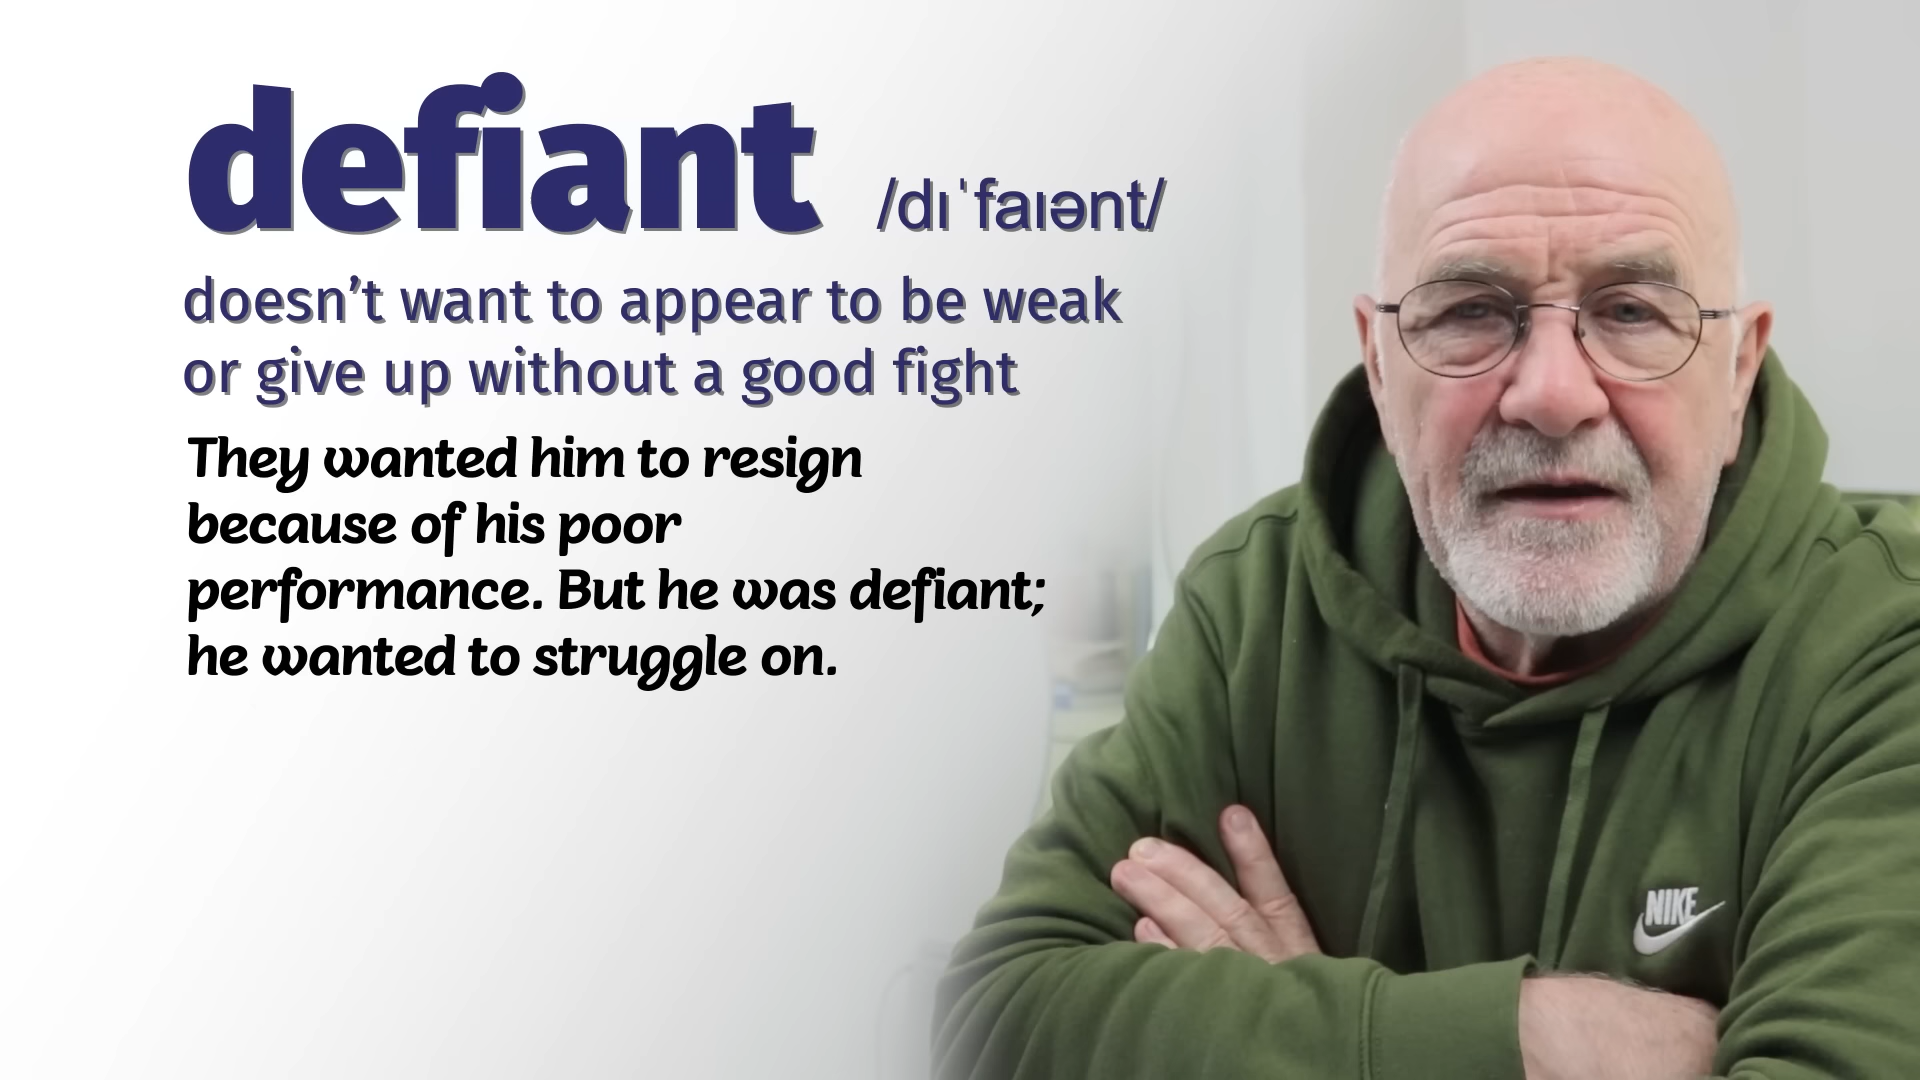 defiant /dɪˈfaɪənt/
doesn’t want to appear to be weak
or give up without a good fight
They wanted him to resign
because of his poor
performance. But he was defiant;
he wanted to struggle on.
NIKE